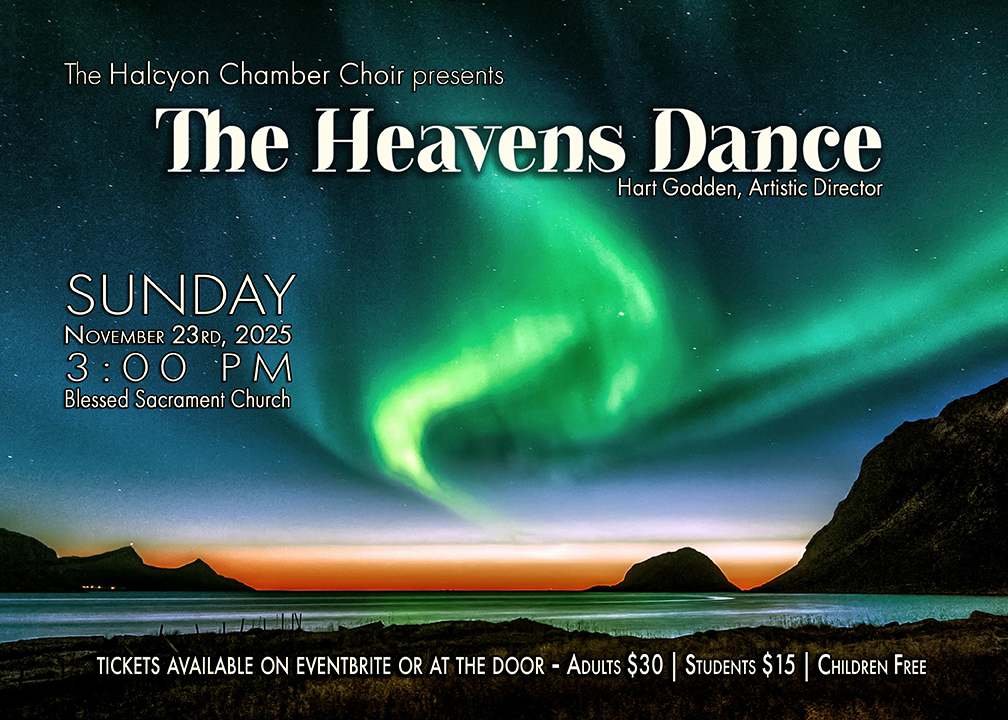 The Halcyon Chamber Choir presents
The Heavens Dance
Hart Godden, Artistic Director
SUNDAY
November 23rd, 2025
3:00 PM
Blessed Sacrament Church
TICKETS AVAILABLE ON EVENTBRITE OR AT THE DOOR - Adults $30 | Students $15 | Children Free